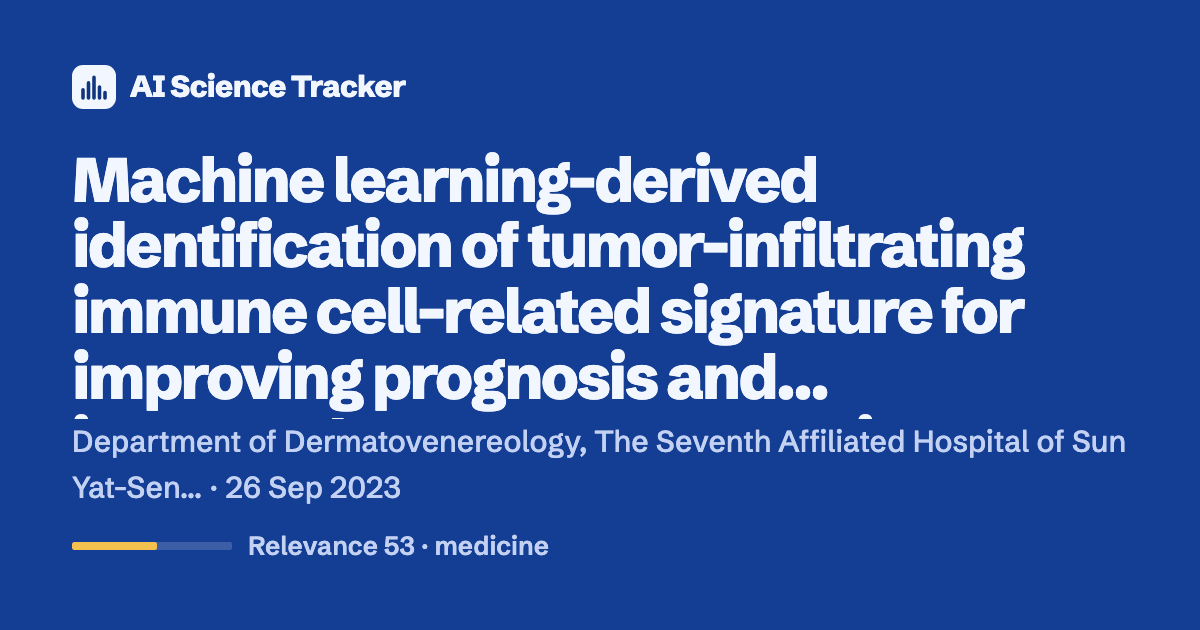 AI Science Tracker
Machine learning-derived
identification of tumor-infiltrating
immune cell-related signature for
improving prognosis and...
Department of Dermatovenereology, The Seventh Affiliated Hospital of Sun
Yat-Sen... · 26 Sep 2023
Relevance 53 · medicine